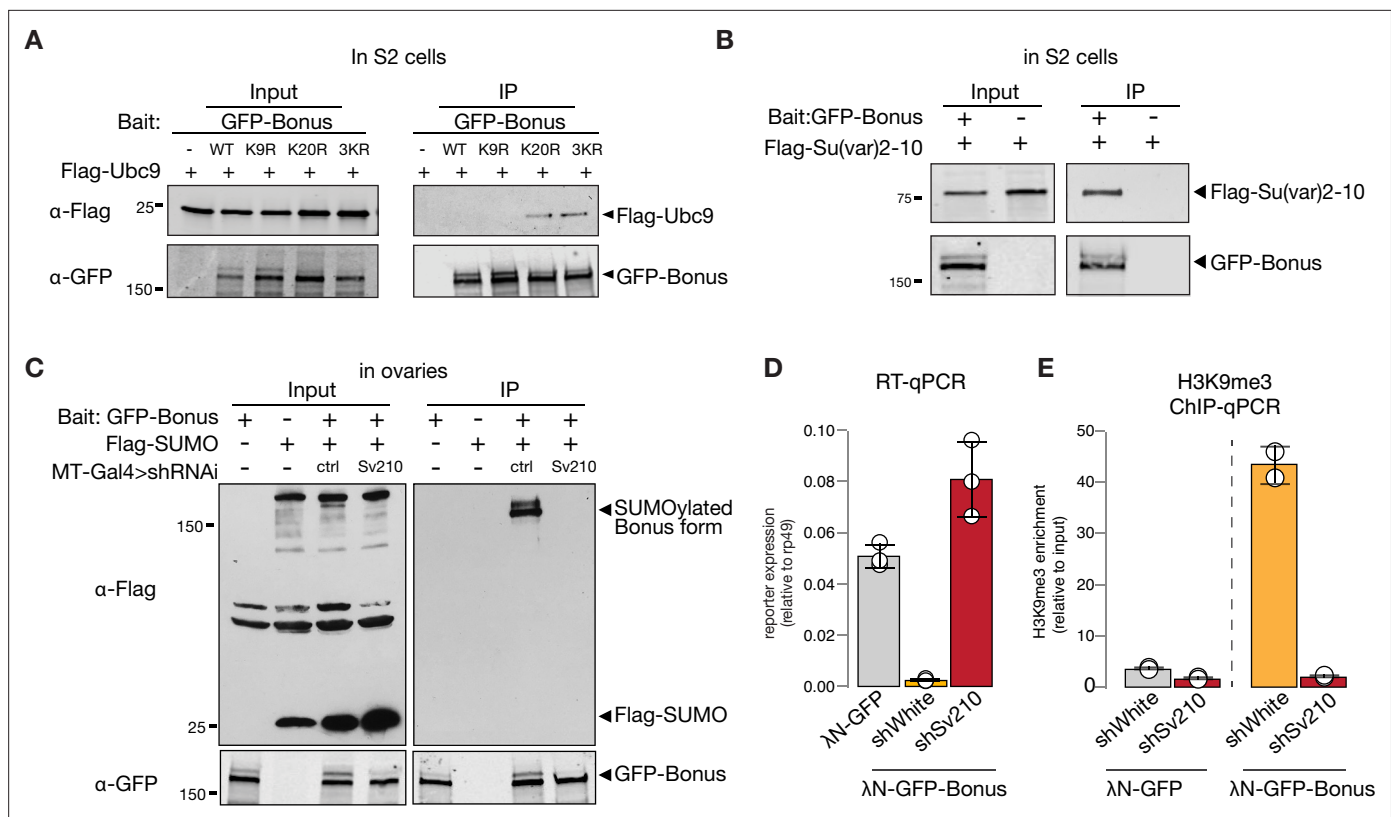 A
In S2 cells
Input
IP
Bait:
GFP-Bonus
GFP-Bonus
- WT K9R K20R 3KR
- WT K9R K20R 3KR
Flag-Ubc9
+ + + + +
+ + + + +
α-Flag
25
Flag-Ubc9
α-GFP
150
GFP-Bonus
B
in S2 cells
Input
IP
Bait:GFP-Bonus
+ -
+ -
Flag-Su(var)2-10
+ +
+ +
75
Flag-Su(var)2-10
GFP-Bonus
150
C
in ovaries
Input
IP
Bait: GFP-Bonus
+ - + +
+ - + +
Flag-SUMO
- + + +
- + + +
MT-Gal4>shRNAi
- - ctrl Sv210
- - ctrl Sv210
150
SUMOylated
Bonus form
α-Flag
25
Flag-SUMO
α-GFP
150
GFP-Bonus
D
RT-qPCR
reporter expression
(relative to rp49)
0.10
0.08
0.06
0.04
0.02
0.00
λN-GFP
shWhite
shSv210
λN-GFP-Bonus
E
H3K9me3
ChIP-qPCR
H3K9me3 enrichment
(relative to input)
50
40
30
20
10
0
shWhite
shSv210
shWhite
shSv210
λN-GFP
λN-GFP-Bonus